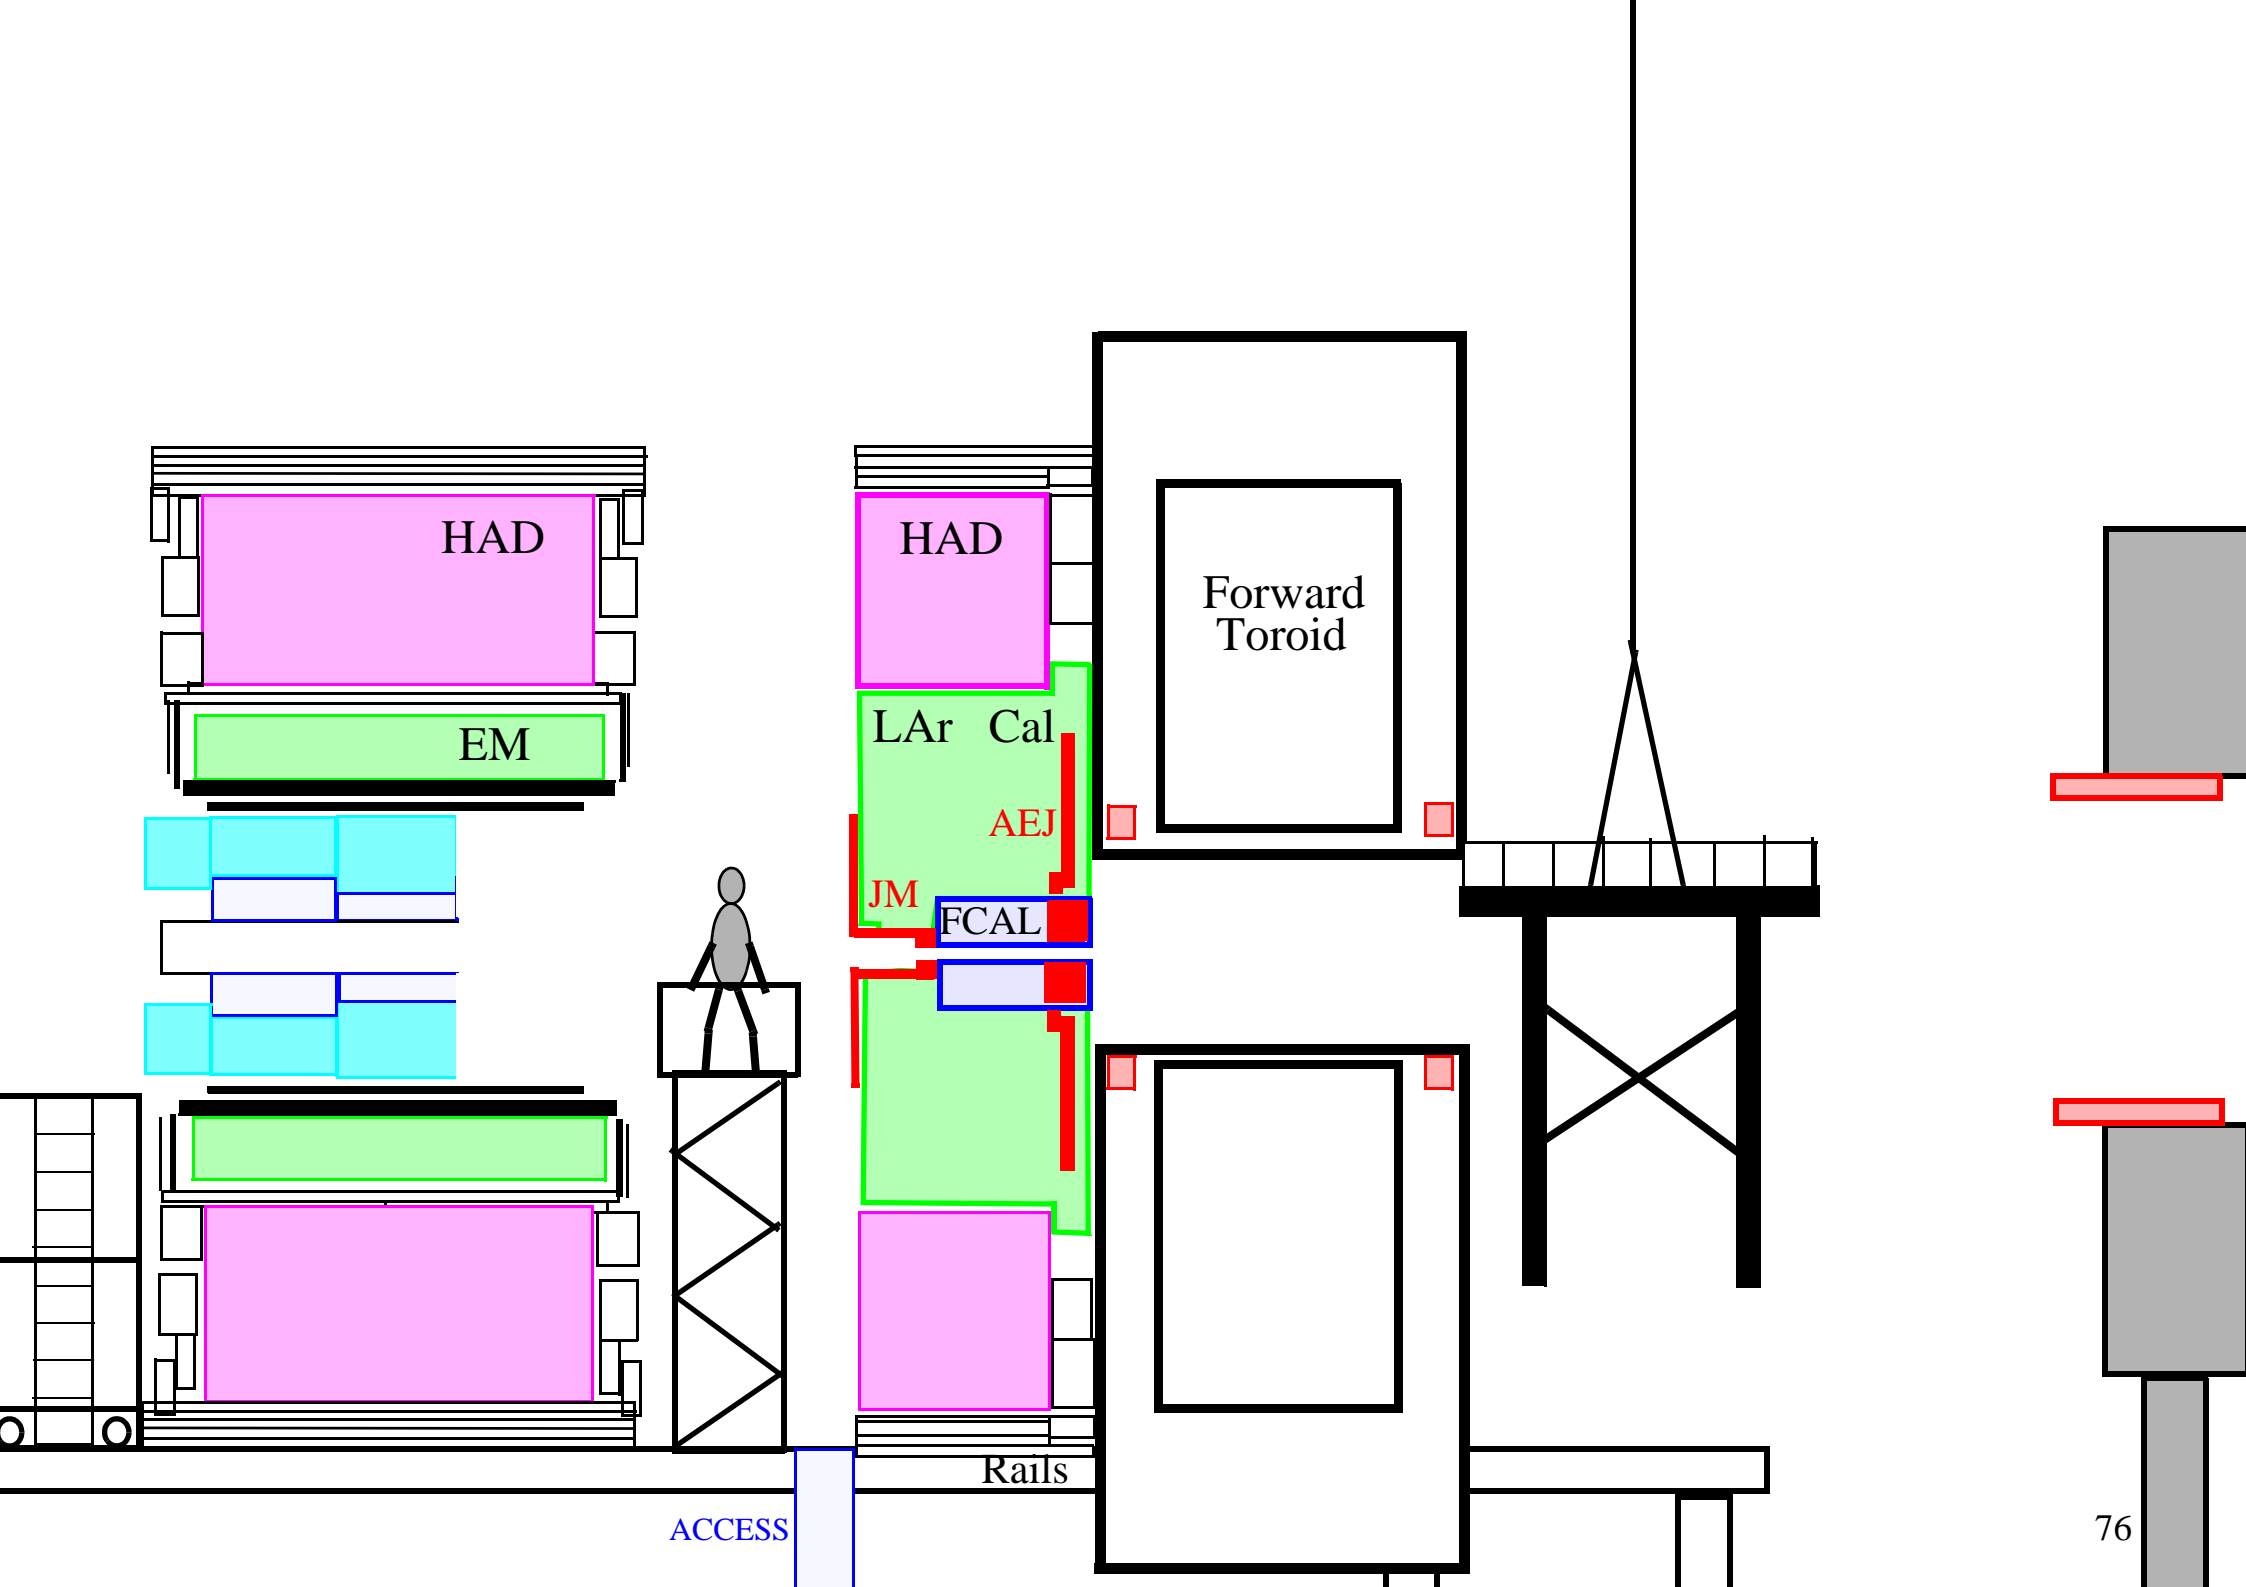 HAD
HAD
Forward
Toroid
LAr Cal
EM
AEJ
JM
FCAL
Rails
ACCESS
76